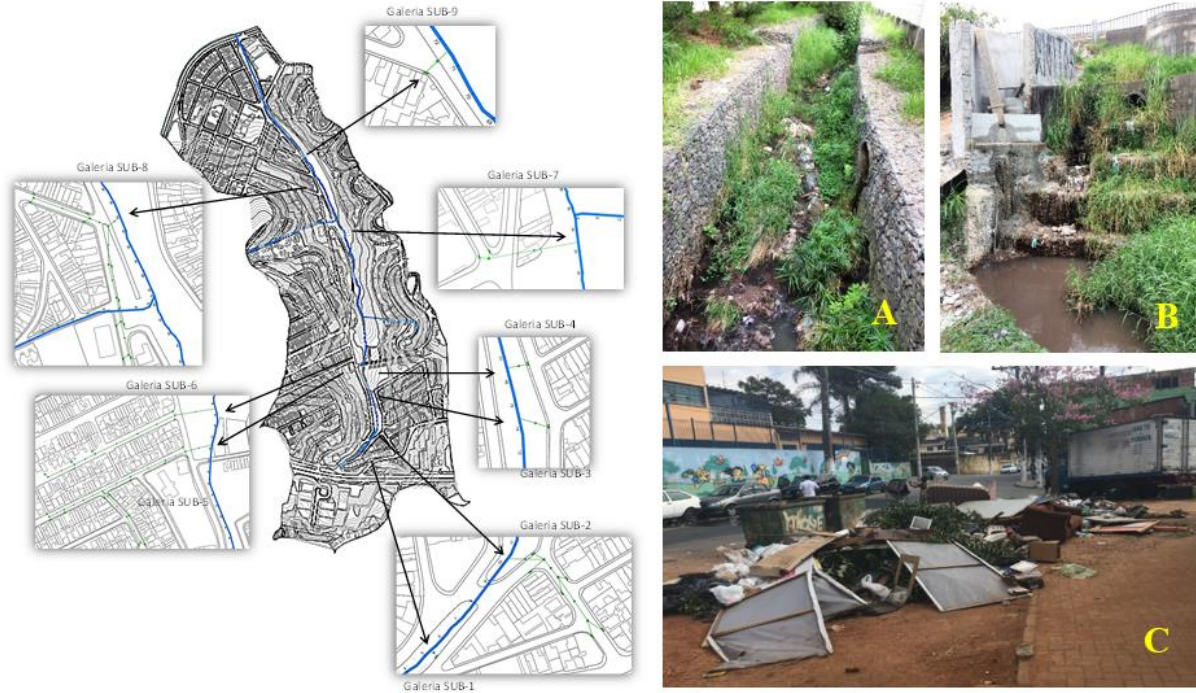 Galeria SUB-9
Galeria SUB-8
Galeria SUB-7
Galeria SUB-4
Galeria SUB-6
Galeria SUB-3
Galeria SUB-5
Galeria SUB-2
Galeria SUB-1
A
B
C